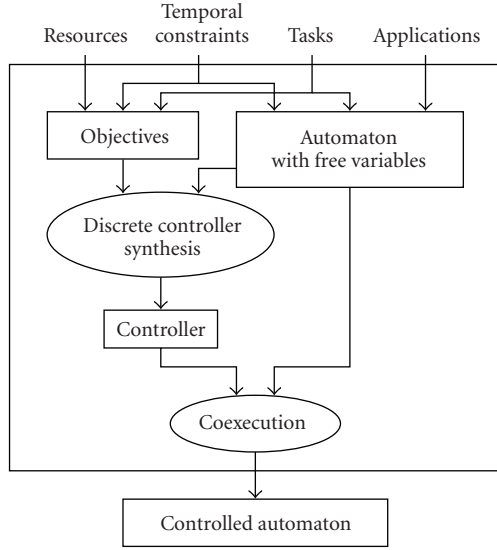 Resources
Temporal
constraints
Tasks
Applications
Objectives
Automaton
with free variables
Discrete controller
synthesis
Controller
Coexecution
Controlled automaton